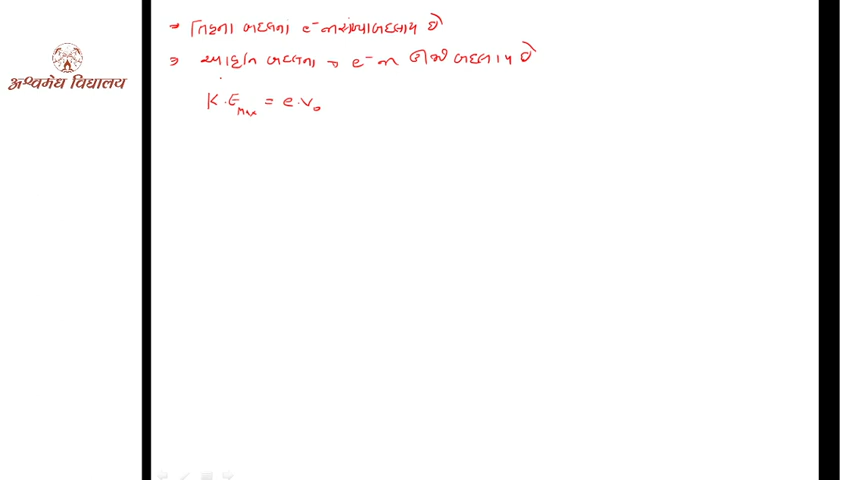 अश्वमेध विद्यालय
→ તિવ્રતા બદલતાં e⁻ ન સંખ્યા બદલાય છે
→ આવૃતિ બદલતા → e⁻ ન ઊર્જા બદલાય છે
K.E_Max = e.V₀